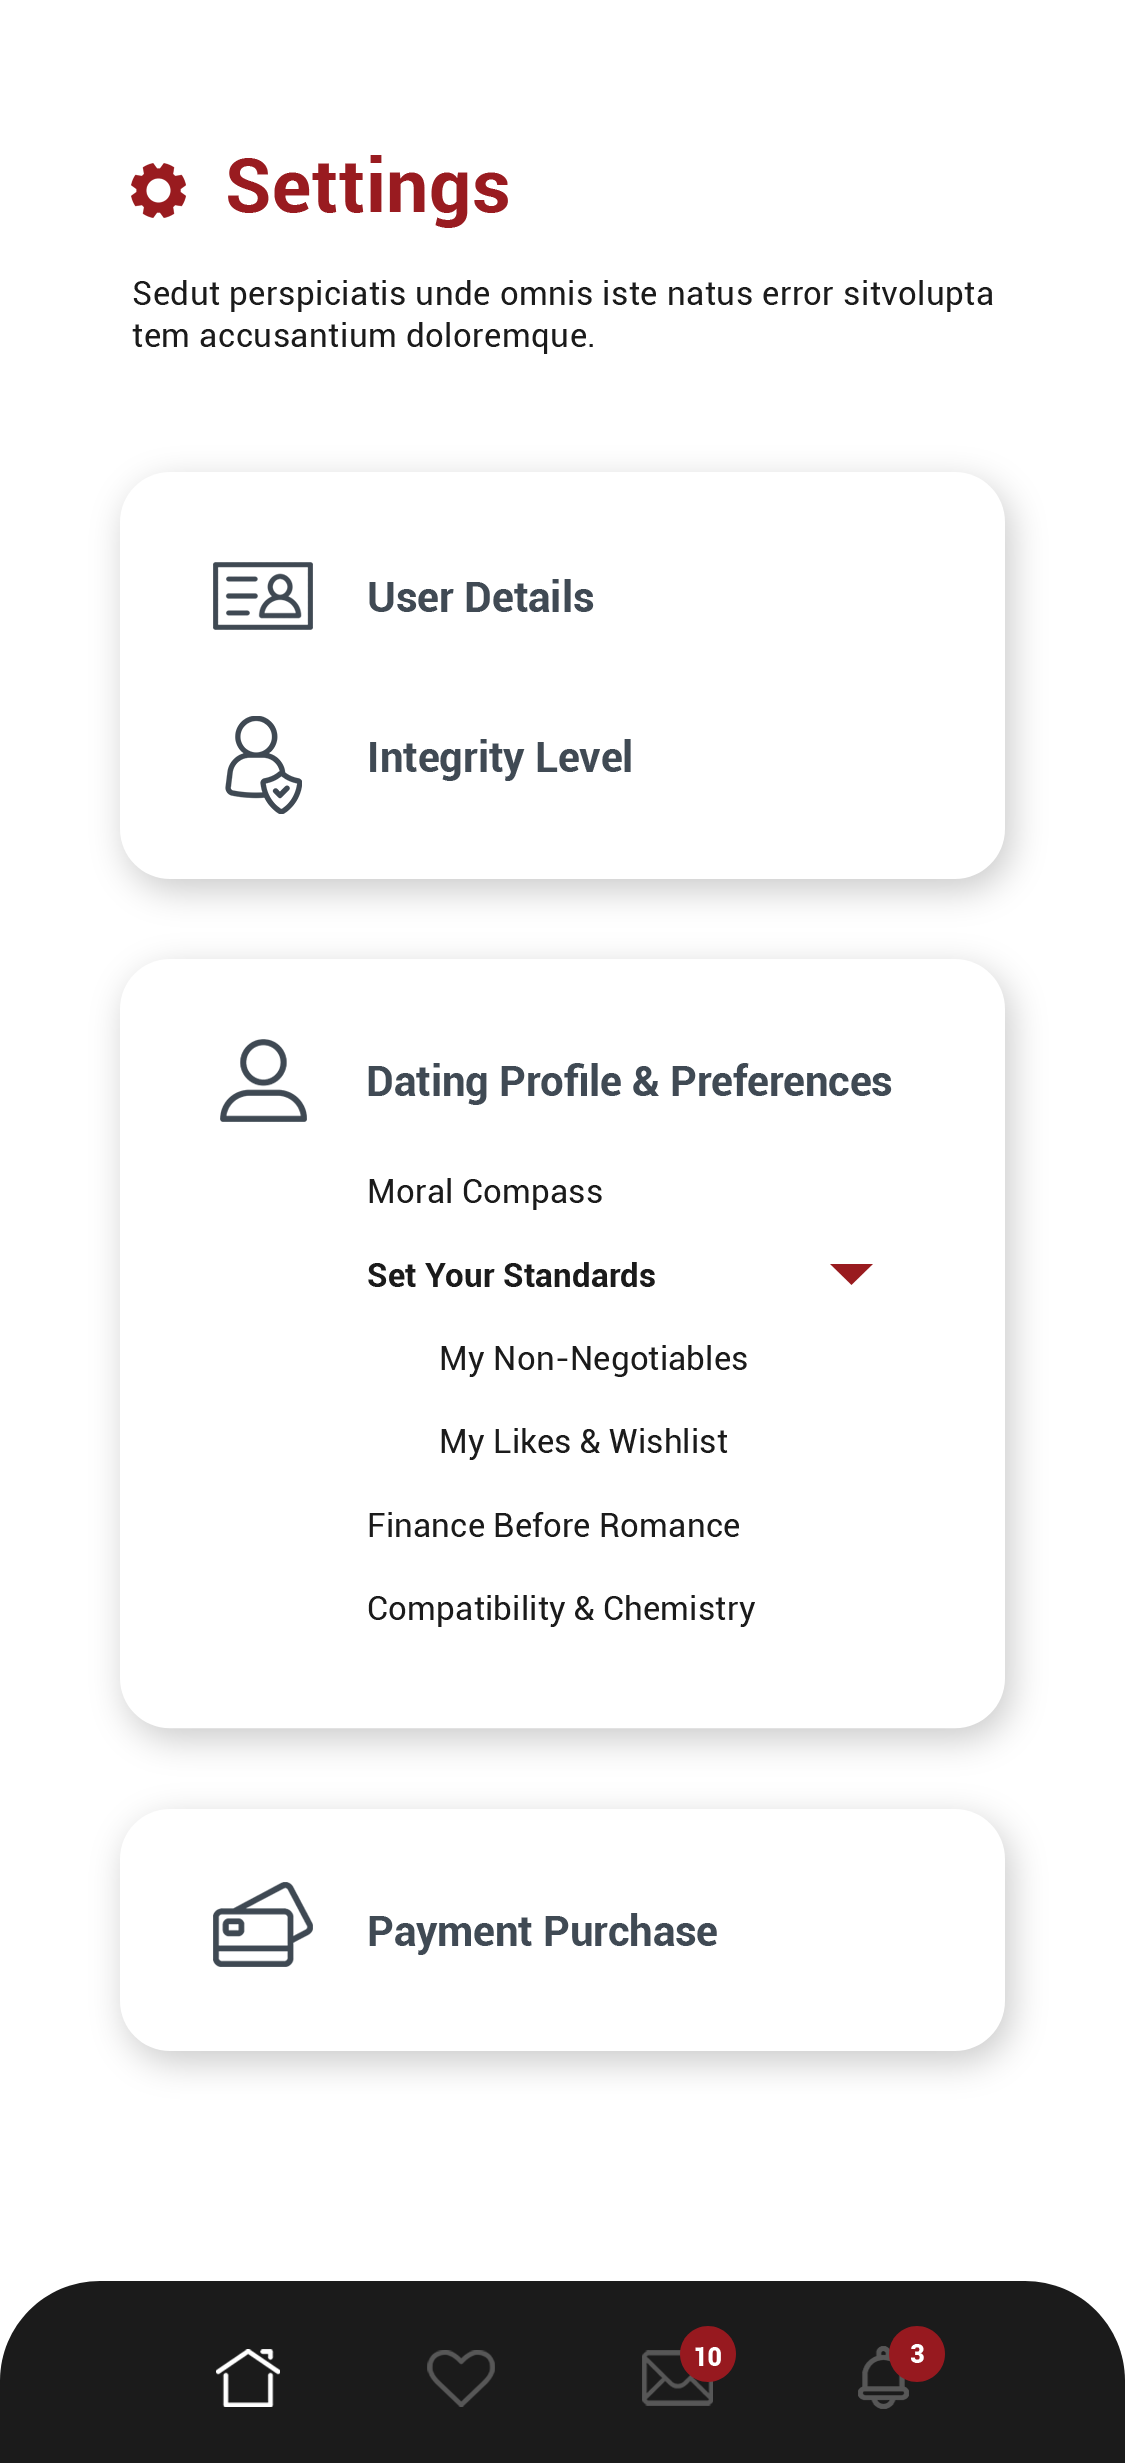 Settings
Sedut perspiciatis unde omnis iste natus error sitvolupta
tem accusantium doloremque.
User Details
Integrity Level
Dating Profile & Preferences
Moral Compass
Set Your Standards
My Non-Negotiables
My Likes & Wishlist
Finance Before Romance
Compatibility & Chemistry
Payment Purchase
10
3